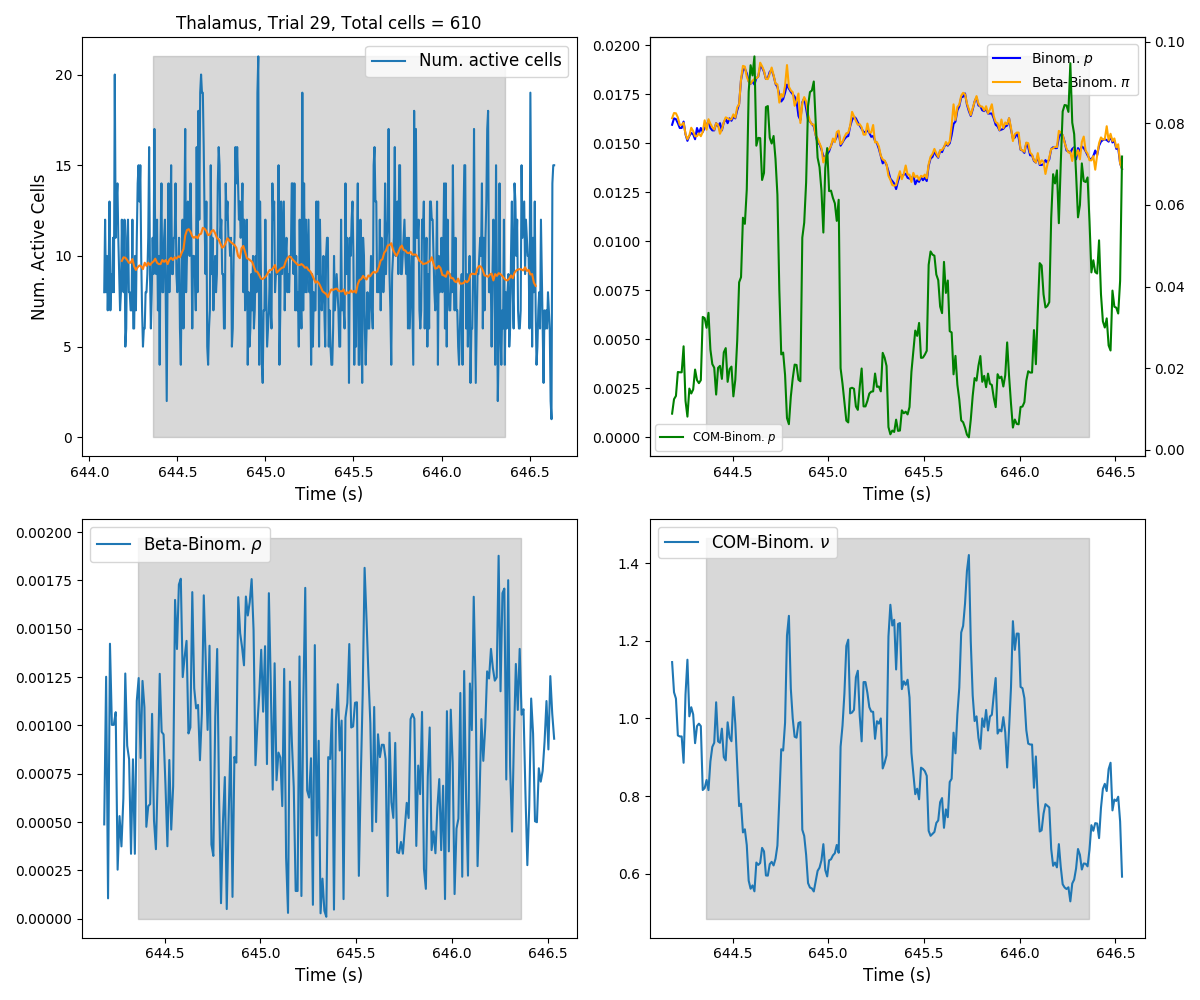 Thalamus, Trial 29, Total cells = 610
Num. active cells
Num. Active Cells
20
15
10
5
0
644.0 644.5 645.0 645.5 646.0 646.5
Time (s)
Binom. p
Beta-Binom. π
COM-Binom. p
0.0200
0.0175
0.0150
0.0125
0.0100
0.0075
0.0050
0.0025
0.0000
0.10
0.08
0.06
0.04
0.02
0.00
644.5 645.0 645.5 646.0 646.5
Time (s)
Beta-Binom. ρ
0.00200
0.00175
0.00150
0.00125
0.00100
0.00075
0.00050
0.00025
0.00000
644.5 645.0 645.5 646.0 646.5
Time (s)
COM-Binom. ν
1.4
1.2
1.0
0.8
0.6
644.5 645.0 645.5 646.0 646.5
Time (s)